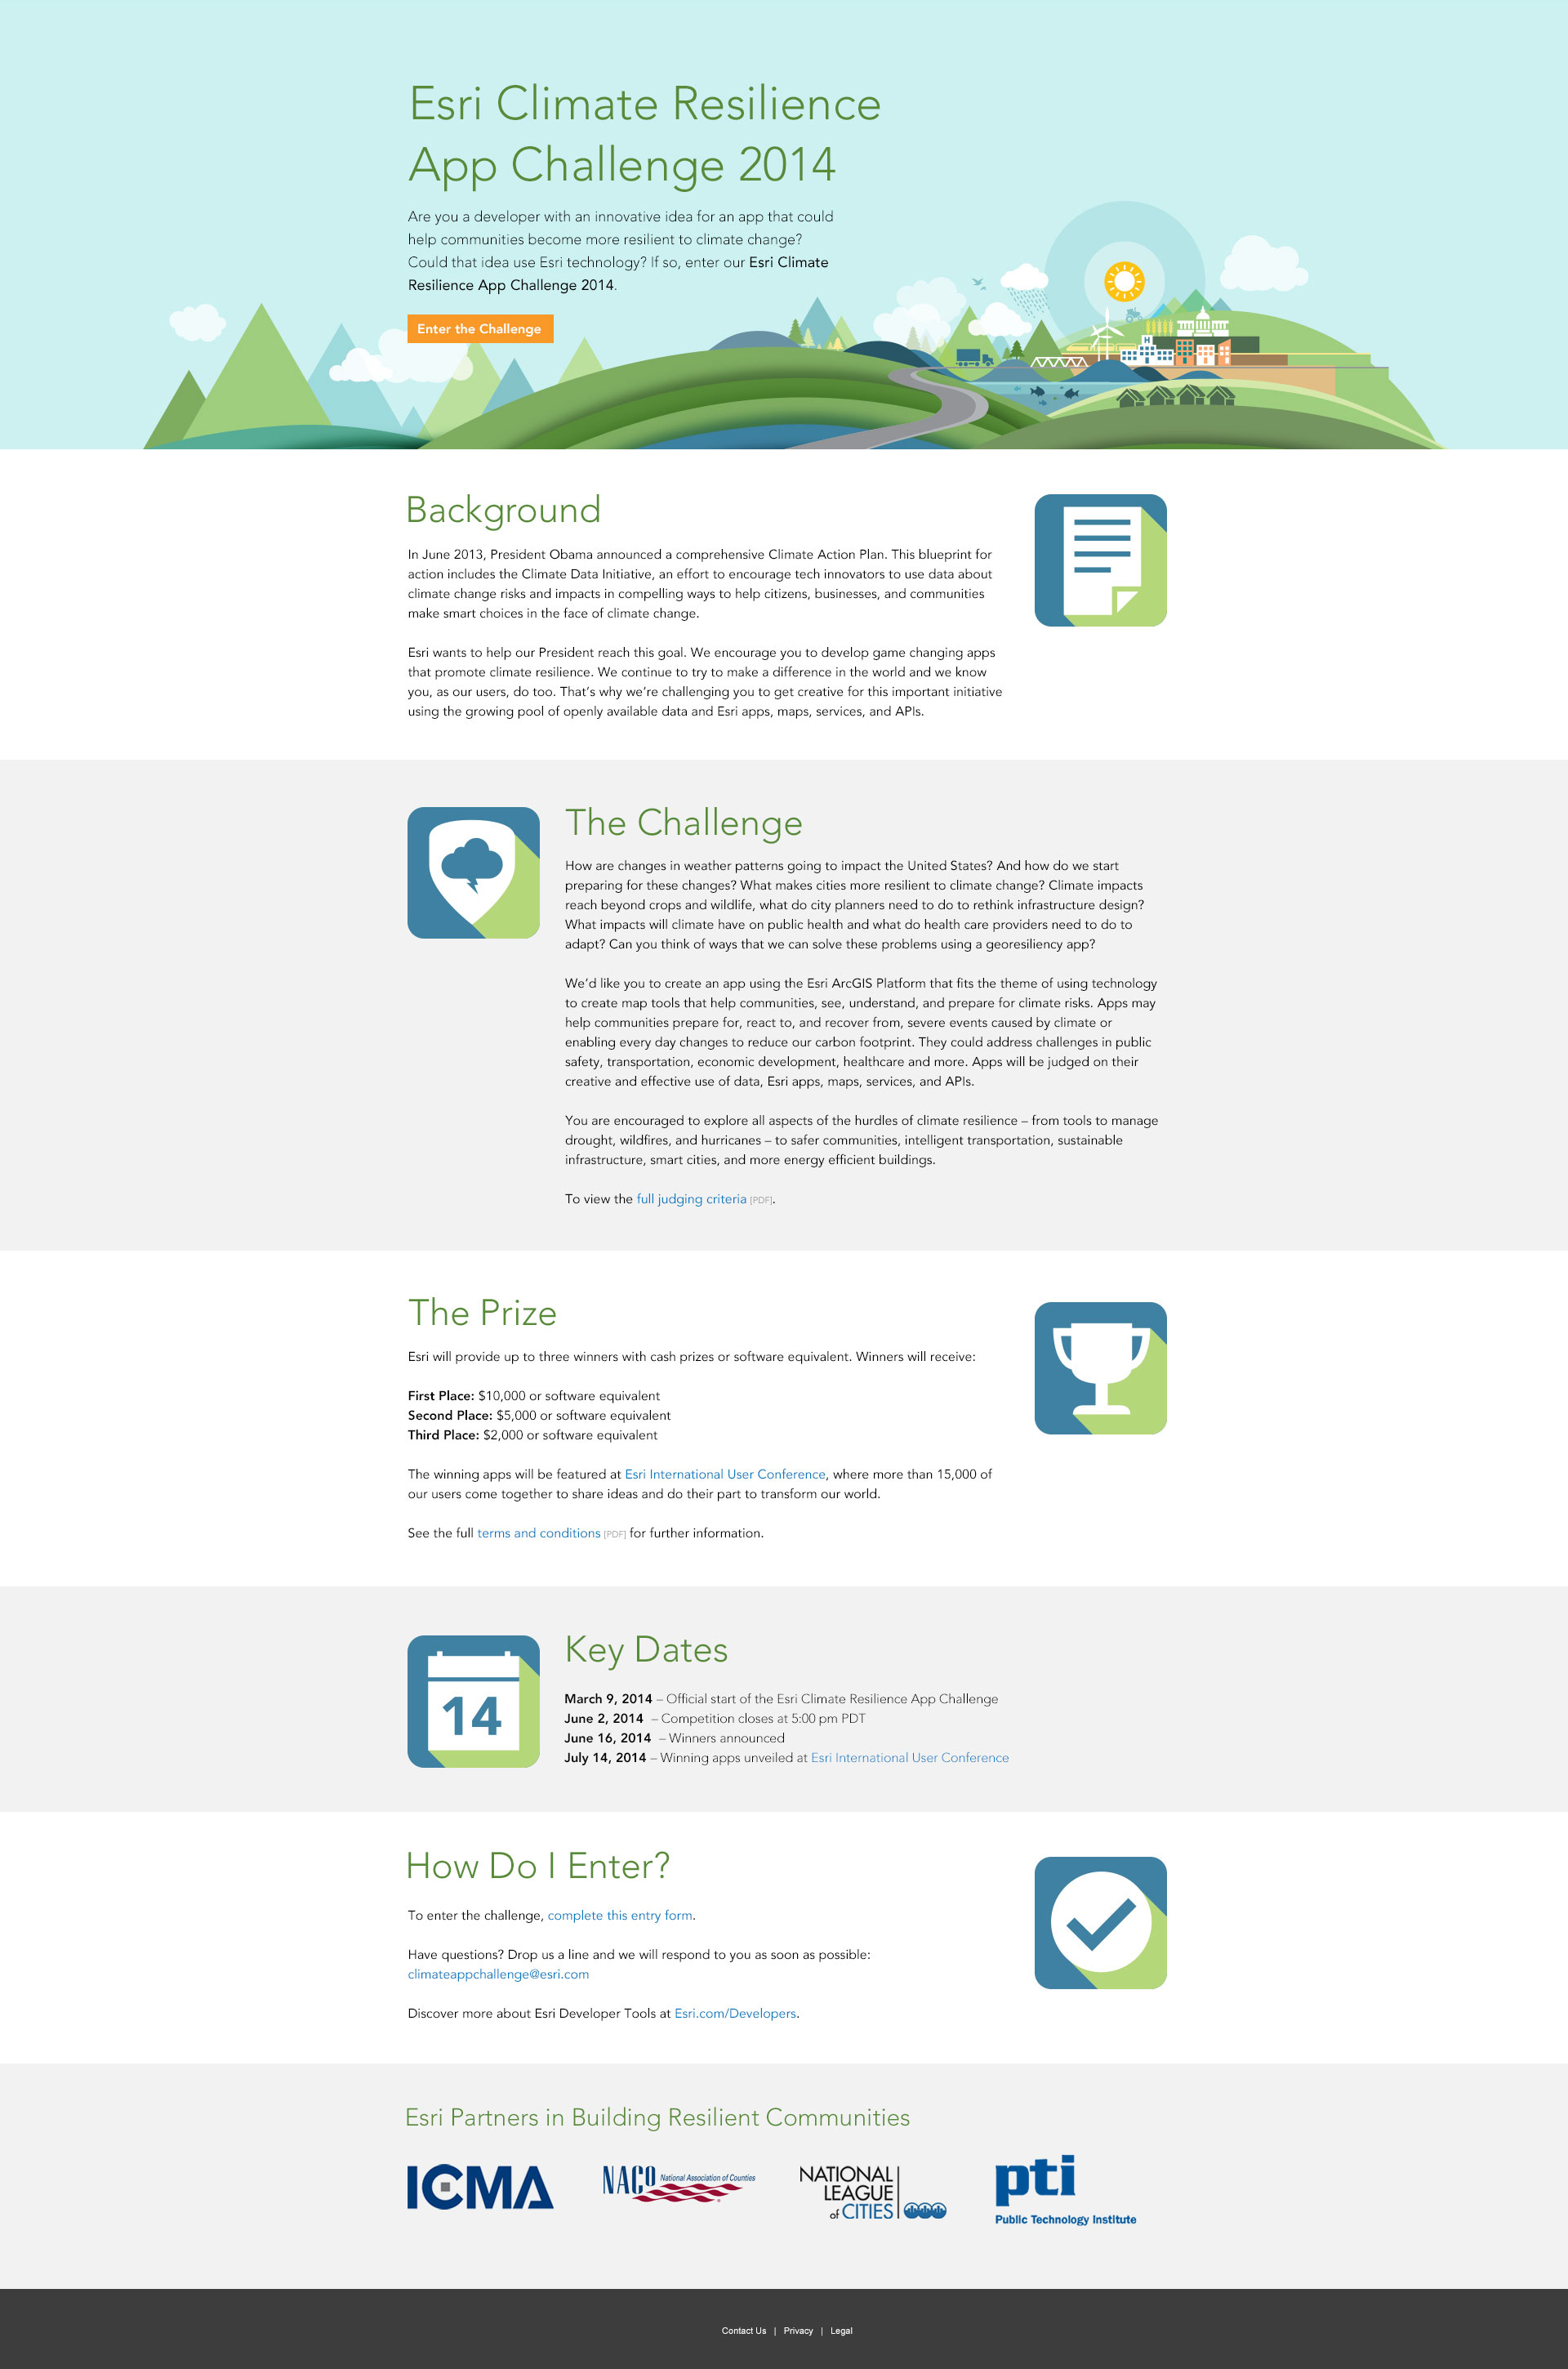 Esri Climate Resilience
App Challenge 2014
Are you a developer with an innovative idea for an app that could
help communities become more resilient to climate change?
Could that idea use Esri technology? If so, enter our Esri Climate
Resilience App Challenge 2014.
Enter the Challenge
H
Background
In June 2013, President Obama announced a comprehensive Climate Action Plan. This blueprint for
action includes the Climate Data Initiative, an effort to encourage tech innovators to use data about
climate change risks and impacts in compelling ways to help citizens, businesses, and communities
make smart choices in the face of climate change.
Esri wants to help our President reach this goal. We encourage you to develop game changing apps
that promote climate resilience. We continue to try to make a difference in the world and we know
you, as our users, do too. That's why we're challenging you to get creative for this important initiative
using the growing pool of openly available data and Esri apps, maps, services, and APIs.
The Challenge
How are changes in weather patterns going to impact the United States? And how do we start
preparing for these changes? What makes cities more resilient to climate change? Climate impacts
reach beyond crops and wildlife, what do city planners need to do to rethink infrastructure design?
What impacts will climate have on public health and what do health care providers need to do to
adapt? Can you think of ways that we can solve these problems using a georesiliency app?
We'd like you to create an app using the Esri ArcGIS Platform that fits the theme of using technology
to create map tools that help communities, see, understand, and prepare for climate risks. Apps may
help communities prepare for, react to, and recover from, severe events caused by climate or
enabling every day changes to reduce our carbon footprint. They could address challenges in public
safety, transportation, economic development, healthcare and more. Apps will be judged on their
creative and effective use of data, Esri apps, maps, services, and APIs.
You are encouraged to explore all aspects of the hurdles of climate resilience – from tools to manage
drought, wildfires, and hurricanes – to safer communities, intelligent transportation, sustainable
infrastructure, smart cities, and more energy efficient buildings.
To view the full judging criteria [PDF].
The Prize
Esri will provide up to three winners with cash prizes or software equivalent. Winners will receive:
First Place: $10,000 or software equivalent
Second Place: $5,000 or software equivalent
Third Place: $2,000 or software equivalent
The winning apps will be featured at Esri International User Conference, where more than 15,000 of
our users come together to share ideas and do their part to transform our world.
See the full terms and conditions [PDF] for further information.
14
Key Dates
March 9, 2014 – Official start of the Esri Climate Resilience App Challenge
June 2, 2014 – Competition closes at 5:00 pm PDT
June 16, 2014 – Winners announced
July 14, 2014 – Winning apps unveiled at Esri International User Conference
How Do I Enter?
To enter the challenge, complete this entry form.
Have questions? Drop us a line and we will respond to you as soon as possible:
climateappchallenge@esri.com
Discover more about Esri Developer Tools at Esri.com/Developers.
Esri Partners in Building Resilient Communities
ICMA
NACO National Association of Counties
NATIONAL
LEAGUE
of CITIES
pti
Public Technology Institute
Contact Us | Privacy | Legal